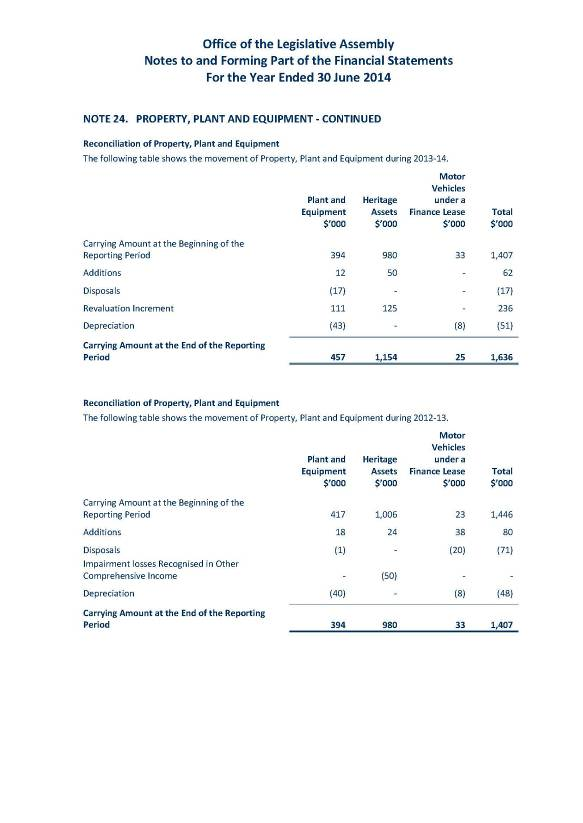 Office of the Legislative Assembly
Notes to and Forming Part of the Financial Statements
For the Year Ended 30 June 2014
NOTE 24. PROPERTY, PLANT AND EQUIPMENT - CONTINUED
Reconciliation of Property, Plant and Equipment
The following table shows the movement of Property, Plant and Equipment during 2013-14.
Motor
Vehicles
Plant and Heritage under a
Equipment Assets Finance Lease Total
$'000 $'000 $'000 $'000
Carrying Amount at the Beginning of the
Reporting Period 394 980 33 1,407
Additions 12 50 - 62
Disposals (17) - - (17)
Revaluation Increment 111 125 - 236
Depreciation (43) - (8) (51)
Carrying Amount at the End of the Reporting
Period 457 1,154 25 1,636
Reconciliation of Property, Plant and Equipment
The following table shows the movement of Property, Plant and Equipment during 2012-13.
Motor
Vehicles
Plant and Heritage under a
Equipment Assets Finance Lease Total
$'000 $'000 $'000 $'000
Carrying Amount at the Beginning of the
Reporting Period 417 1,006 23 1,446
Additions 18 24 38 80
Disposals (1) - (20) (71)
Impairment losses Recognised in Other
Comprehensive Income - (50) - -
Depreciation (40) - (8) (48)
Carrying Amount at the End of the Reporting
Period 394 980 33 1,407